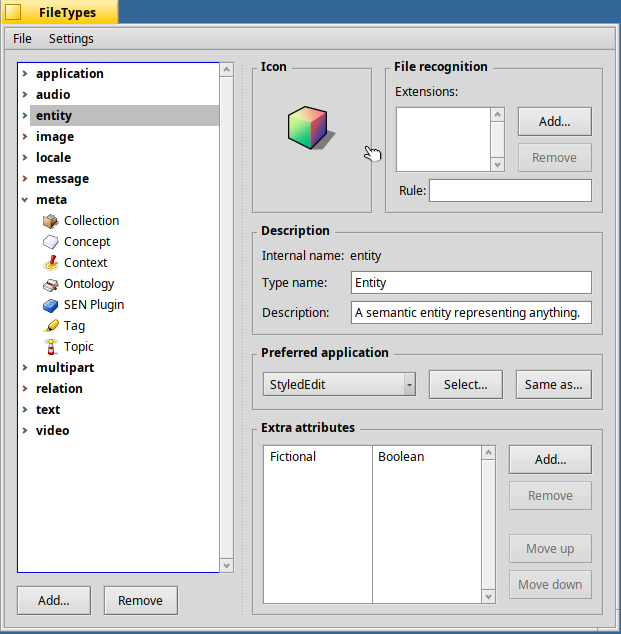 FileTypes
File Settings
application
audio
entity
image
locale
message
meta
Collection
Concept
Context
Ontology
SEN Plugin
Tag
Topic
multipart
relation
text
video
Add...
Remove
Icon
File recognition
Extensions:
Add...
Remove
Rule:
Description
Internal name: entity
Type name: Entity
Description: A semantic entity representing anything.
Preferred application
StyledEdit
Select...
Same as...
Extra attributes
Fictional Boolean
Add...
Remove
Move up
Move down